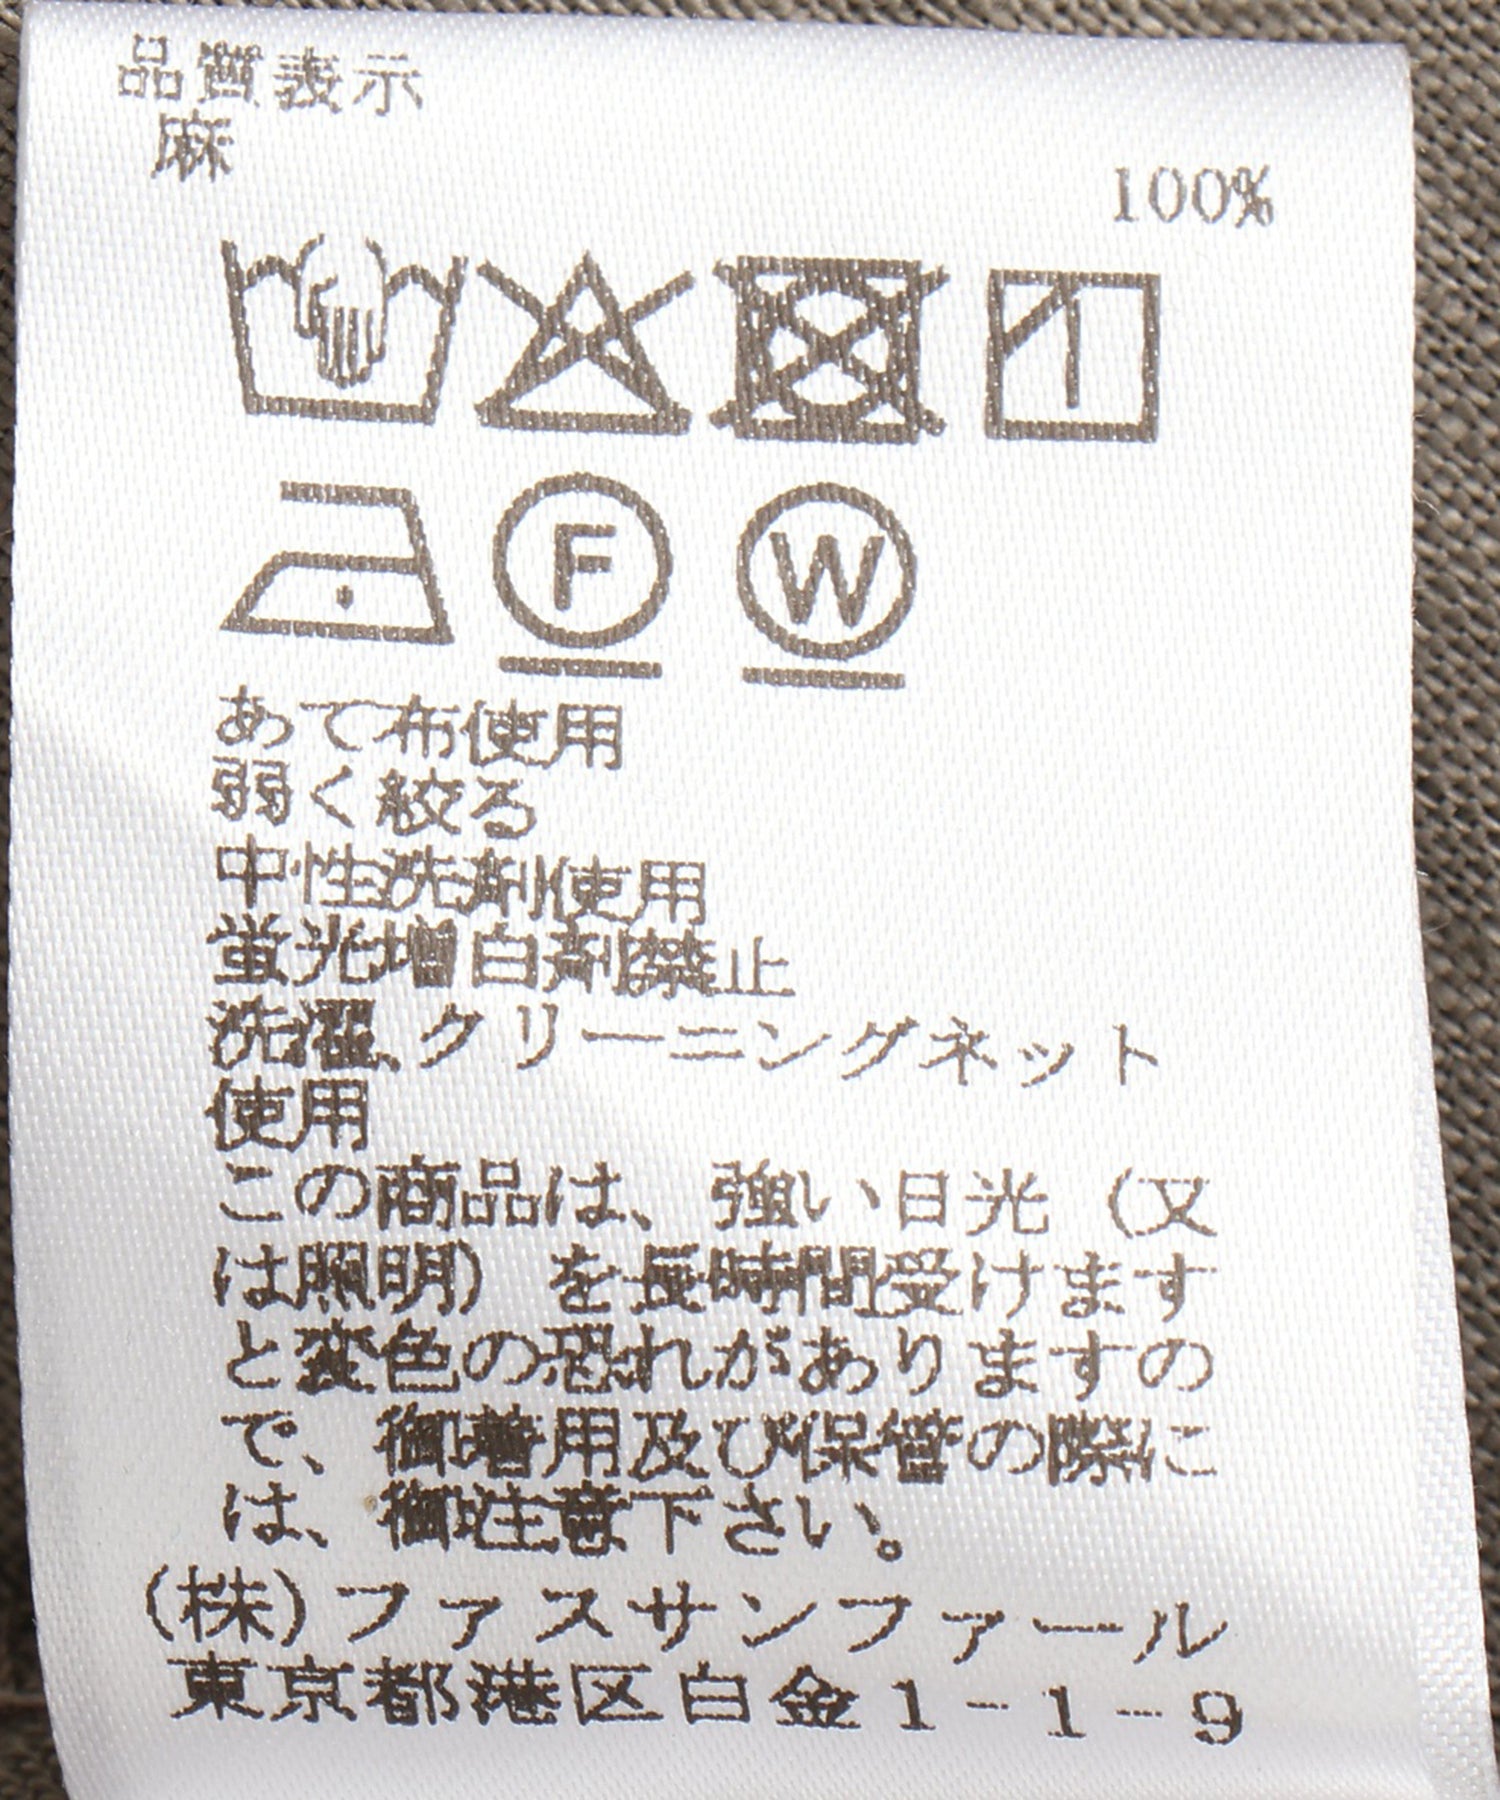 品質表示
麻
100%
F W
あて布使用
弱く絞る
中性洗剤使用
蛍光増白剤禁止
洗濯、クリーニングネット
使用
この商品は、強い日光（又
は照明）を長時間受けます
と変色の恐れがありますの
で、御着用及び保管の際に
は、御注意下さい。
（株）ファスサンファール
東京都港区白金1-1-9